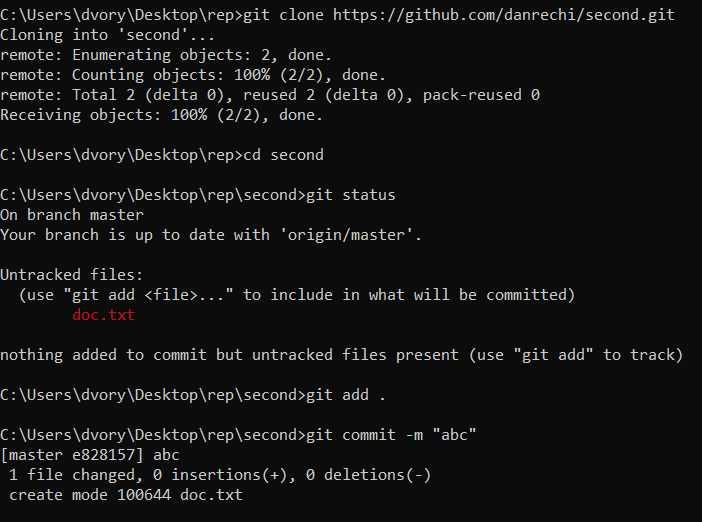 C:\Users\dvory\Desktop\rep>git clone https://github.com/danrechi/second.git
Cloning into 'second'...
remote: Enumerating objects: 2, done.
remote: Counting objects: 100% (2/2), done.
remote: Total 2 (delta 0), reused 2 (delta 0), pack-reused 0
Receiving objects: 100% (2/2), done.
C:\Users\dvory\Desktop\rep>cd second
C:\Users\dvory\Desktop\rep\second>git status
On branch master
Your branch is up to date with 'origin/master'.
Untracked files:
  (use "git add <file>..." to include in what will be committed)
        doc.txt
nothing added to commit but untracked files present (use "git add" to track)
C:\Users\dvory\Desktop\rep\second>git add .
C:\Users\dvory\Desktop\rep\second>git commit -m "abc"
[master e828157] abc
 1 file changed, 0 insertions(+), 0 deletions(-)
 create mode 100644 doc.txt